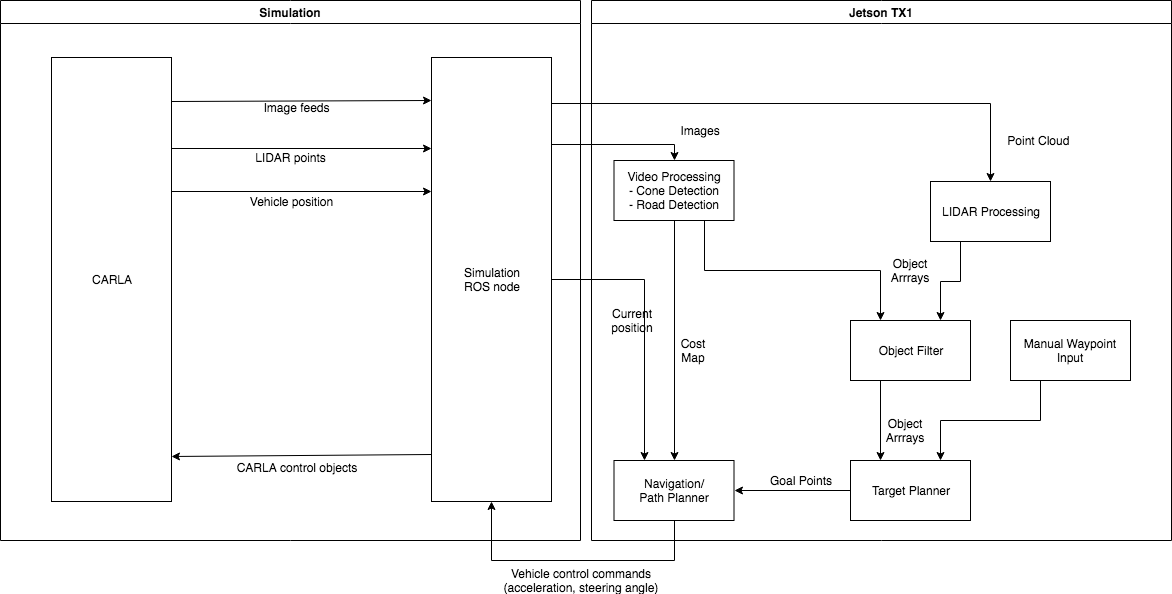 Simulation
Jetson TX1
Image feeds
LIDAR points
Vehicle position
CARLA
Simulation
ROS node
CARLA control objects
Images
Point Cloud
Video Processing
- Cone Detection
- Road Detection
LIDAR Processing
Object
Arrrays
Current
position
Cost
Map
Object Filter
Manual Waypoint
Input
Object
Arrrays
Navigation/
Path Planner
Goal Points
Target Planner
Vehicle control commands
(acceleration, steering angle)